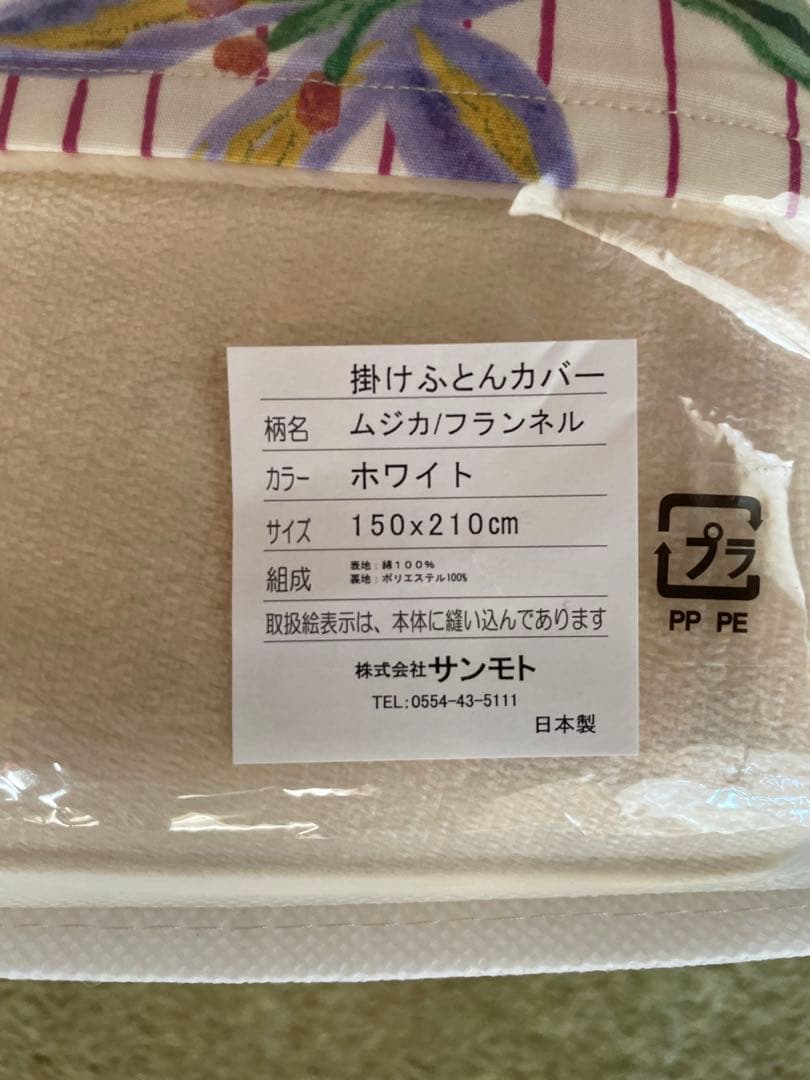 掛けふとんカバー
柄名 ムジカ/フランネル
カラー ホワイト
サイズ 150x210cm
組成 表地:綿100%
裏地:ポリエステル100%
取扱絵表示は、本体に縫い込んであります
株式会社サンモト
TEL:0554-43-5111
日本製
プラ
PP PE